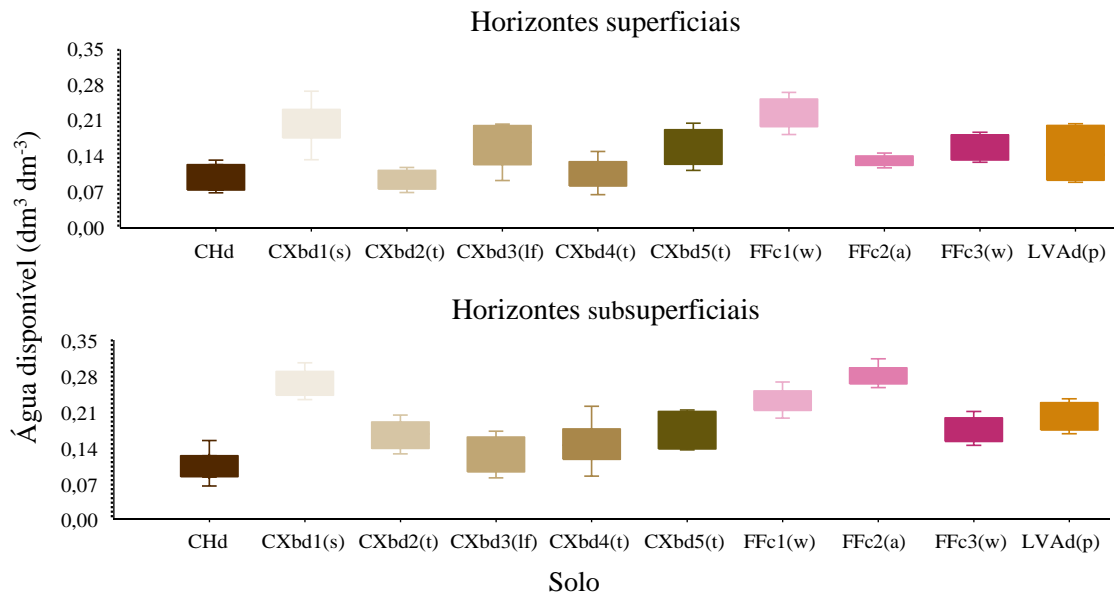 Horizontes superficiais
0,35
0,28
0,21
0,14
0,07
0,00
CHd CXbd1(s) CXbd2(t) CXbd3(lf) CXbd4(t) CXbd5(t) FFc1(w) FFc2(a) FFc3(w) LVAd(p)
Água disponível (dm³ dm⁻³)
Horizontes subsuperficiais
0,35
0,28
0,21
0,14
0,07
0,00
CHd CXbd1(s) CXbd2(t) CXbd3(lf) CXbd4(t) CXbd5(t) FFc1(w) FFc2(a) FFc3(w) LVAd(p)
Solo